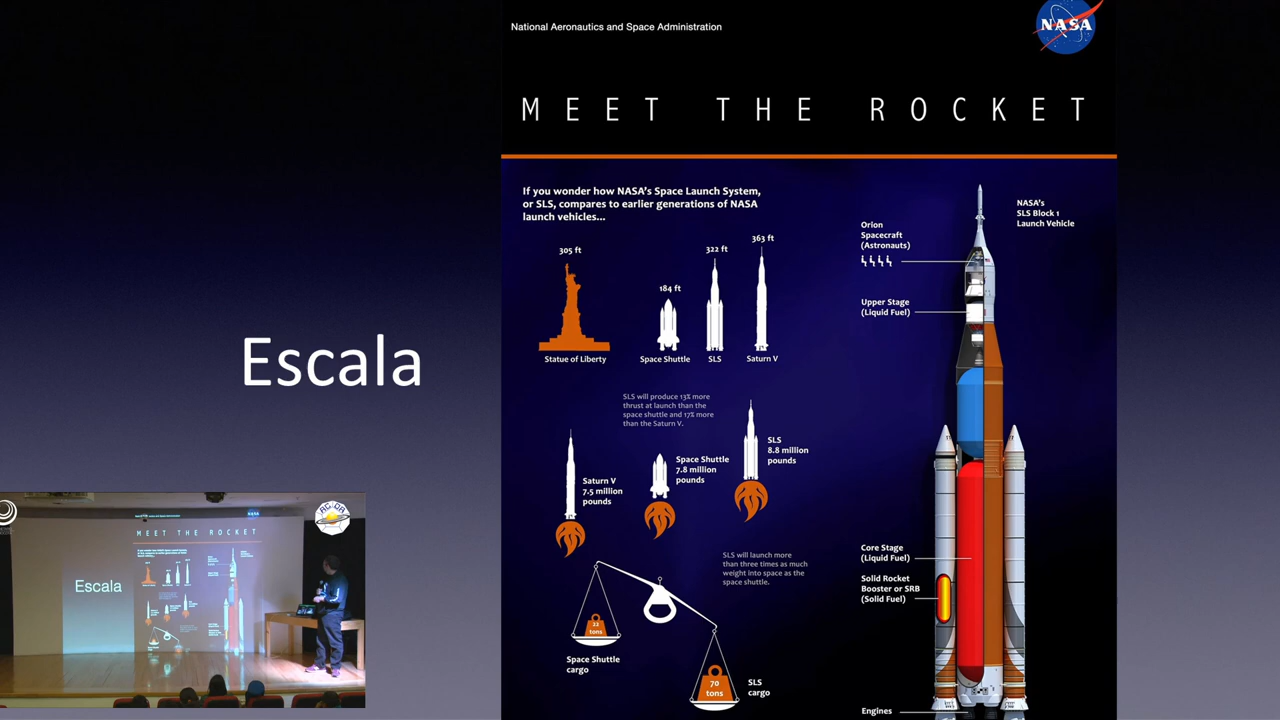 National Aeronautics and Space Administration
NASA
MEET THE ROCKET
If you wonder how NASA's Space Launch System,
or SLS, compares to earlier generations of NASA
launch vehicles...
305 ft
184 ft
322 ft
363 ft
Statue of Liberty
Space Shuttle
SLS
Saturn V
SLS will produce 13% more
thrust at launch than the
space shuttle and 17% more
than the Saturn V.
Saturn V
7.5 million
pounds
Space Shuttle
7.8 million
pounds
SLS
8.8 million
pounds
SLS will launch more
than three times as much
weight into space as the
space shuttle.
22
tons
Space Shuttle
cargo
70
tons
SLS
cargo
NASA's
SLS Block 1
Launch Vehicle
Orion
Spacecraft
(Astronauts)
Upper Stage
(Liquid Fuel)
Core Stage
(Liquid Fuel)
Solid Rocket
Booster or SRB
(Solid Fuel)
Engines
Escala
MEET THE ROCKET
Escala